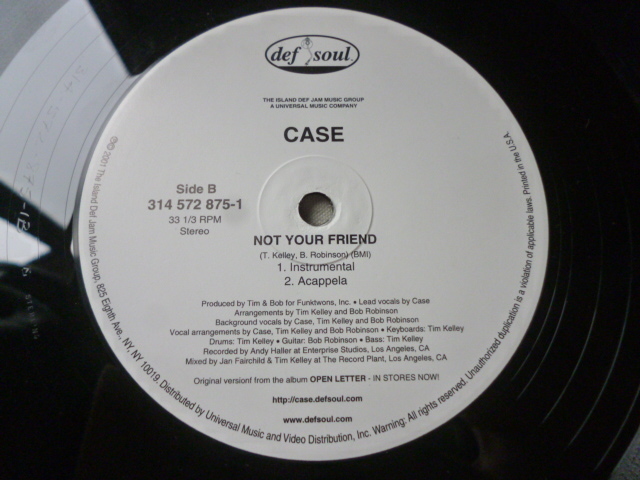 def soul.
THE ISLAND DEF JAM MUSIC GROUP
A UNIVERSAL MUSIC COMPANY
CASE
Side B
314 572 875-1
33 1/3 RPM
Stereo
NOT YOUR FRIEND
(T. Kelley, B. Robinson) (BMI)
1. Instrumental
2. Acappela
Produced by Tim & Bob for Funktwons, Inc. • Lead vocals by Case
Arrangements by Tim Kelley and Bob Robinson
Background vocals by Case, Tim Kelley and Bob Robinson
Vocal arrangements by Case, Tim Kelley and Bob Robinson • Keyboards: Tim Kelley
Drums: Tim Kelley • Guitar: Bob Robinson • Bass: Tim Kelley
Recorded by Andy Haller at Enterprise Studios, Los Angeles, CA
Mixed by Jan Fairchild & Tim Kelley at The Record Plant, Los Angeles, CA
Original version! from the album OPEN LETTER - IN STORES NOW!
http://case.defsoul.com
www.defsoul.com
℗© 2001 The Island Def Jam Music Group, 825 Eighth Ave., NY, NY 10019. Distributed by Universal Music and Video Distribution, Inc. Warning: All rights reserved. Unauthorized duplication is a violation of applicable laws. Printed in the U.S.A.